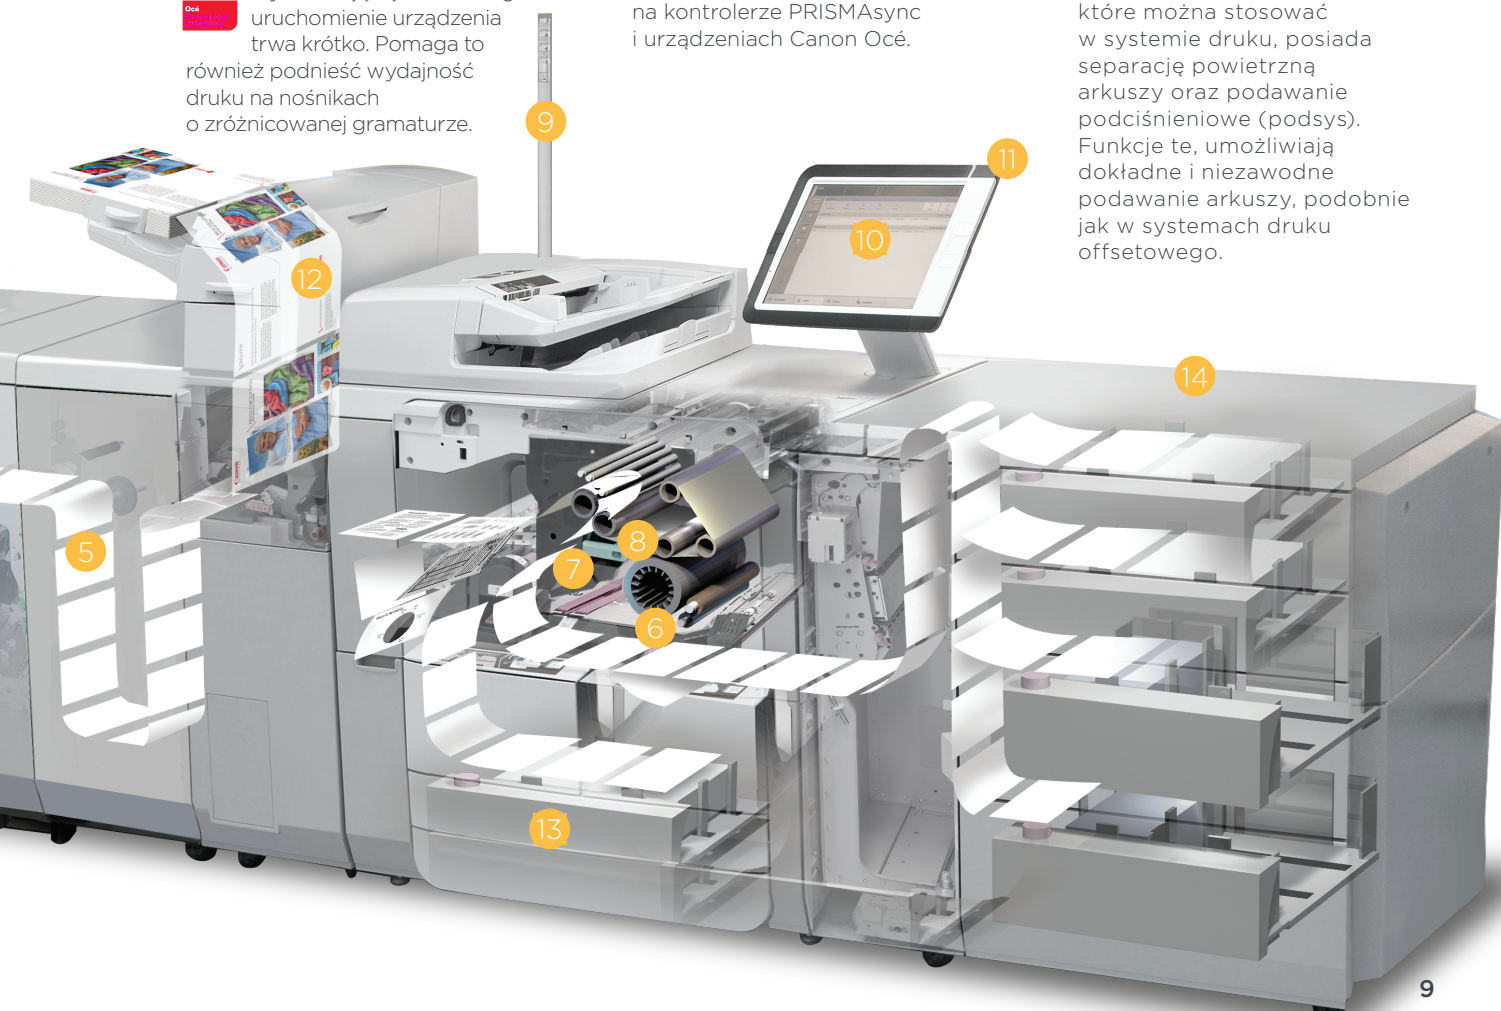 Océ
uruchomienie urządzenia
trwa krótko. Pomaga to
również podnieść wydajność
druku na nośnikach
o zróżnicowanej gramaturze.
na kontrolerze PRISMAsync
i urządzeniach Canon Océ.
które można stosować
w systemie druku, posiada
separację powietrzną
arkuszy oraz podawanie
podciśnieniowe (podsys).
Funkcje te, umożliwiają
dokładne i niezawodne
podawanie arkuszy, podobnie
jak w systemach druku
offsetowego.
9
11
10
12
14
5
8
7
6
13
9